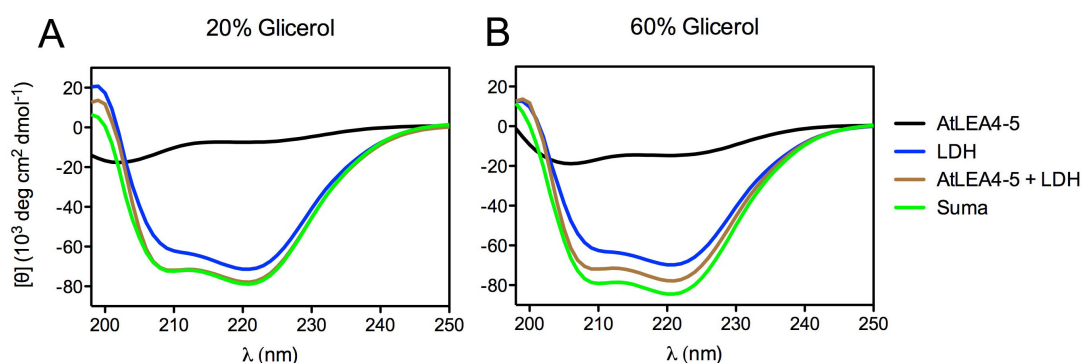 A
20% Glicerol
B
60% Glicerol
[θ] (10³ deg cm² dmol⁻¹)
20
0
-20
-40
-60
-80
200 210 220 230 240 250
λ (nm)
20
0
-20
-40
-60
-80
200 210 220 230 240 250
λ (nm)
AtLEA4-5
LDH
AtLEA4-5 + LDH
Suma